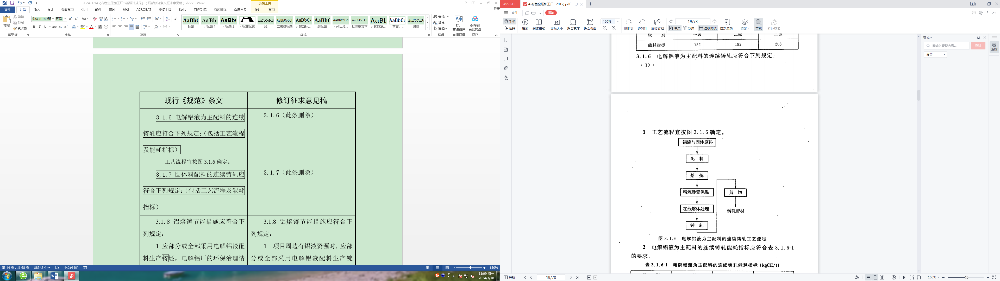 2024-3-14《有色金属加工厂节能设计规范》（局部修订条文征求意见稿）.docx - Word
表格工具
文件 开始 插入 设计 页面布局 引用 邮件 审阅 视图 ACROBAT 更多工具 Solid 特色功能 有道翻译 百度网盘 设计 布局 登录
粘贴 剪切 复制 格式刷
宋体 (中文标题 五号
AaBbC 标题
AaBbC 标题 1
AaBbC 标题 2
标准标志
AaBbCcDdE 段
AaBbCcDdE 二级条标题
AaBbCc 封面标...
AaBbC 副标题
AaBbCcDd 列出段...
AaBbCcDdE 批注框文本
AaBb 其他发...
AaBbCc 前言、...
AaBbCcDd 强调
查找 替换 选择
打开有道翻译
保存到百度网盘
剪贴板 字体 段落 样式 编辑 有道翻译 保存
现行《规范》条文 修订征求意见稿
3.1.6 电解铝液为主配料的连续
铸轧应符合下列规定：（包括工艺流程
及能耗指标）
工艺流程宜按图 3.1.6 确定。
3.1.6（此条删除）
3,1.7 固体料配料的连续铸轧应
符合下列规定：（包括工艺流程及能耗
指标）
3.1.7（此条删除）
3.1.8 铝熔铸节能措施应符合下
列规定：
1 应部分或全部采用电解铝液配
料生产铸坯，电解铝厂的环保治理情
3.1.8 铝熔铸节能措施应符合下
列规定：
1 项目周边有铝液资源时，应部
分或全部采用电解铝液配料生产锭
第 14 页，共 68 页 38542 个字 中文(中国) 150%
11:09 周一
2024/3/18
WPS PDF 4-有色金属加工厂...2012).pdf
文件 阅读
手型 选择 播放 阅读模式 实际大小 适合宽度 适合页面 160% 19/78 单页 双页 连续阅读 顺时针 逆时针 旋转文档 自动滚动 背景 查找 验证签名
级 别 一级 二级 三级
能耗指标 152 182 208
3.1.6 电解铝液为主配料的连续铸轧应符合下列规定：
· 10 ·
1 工艺流程宜按图 3.1.6 确定。
铝液与固体原料
配 料
熔 炼
精炼静置保温
在线熔体处理
铸 轧
剪 切
铸轧带材
图 3.1.6 电解铝液为主配料的连续铸轧工艺流程
2 电解铝液为主配料的连续铸轧能耗指标应符合表 3.1.6-1
的要求。
表 3.1.6-1 电解铝液为主配料的连续铸轧能耗指标 (kgCE/t)
查找
请输入查找内容... 查找
设置
查找
导航 19/78 160%